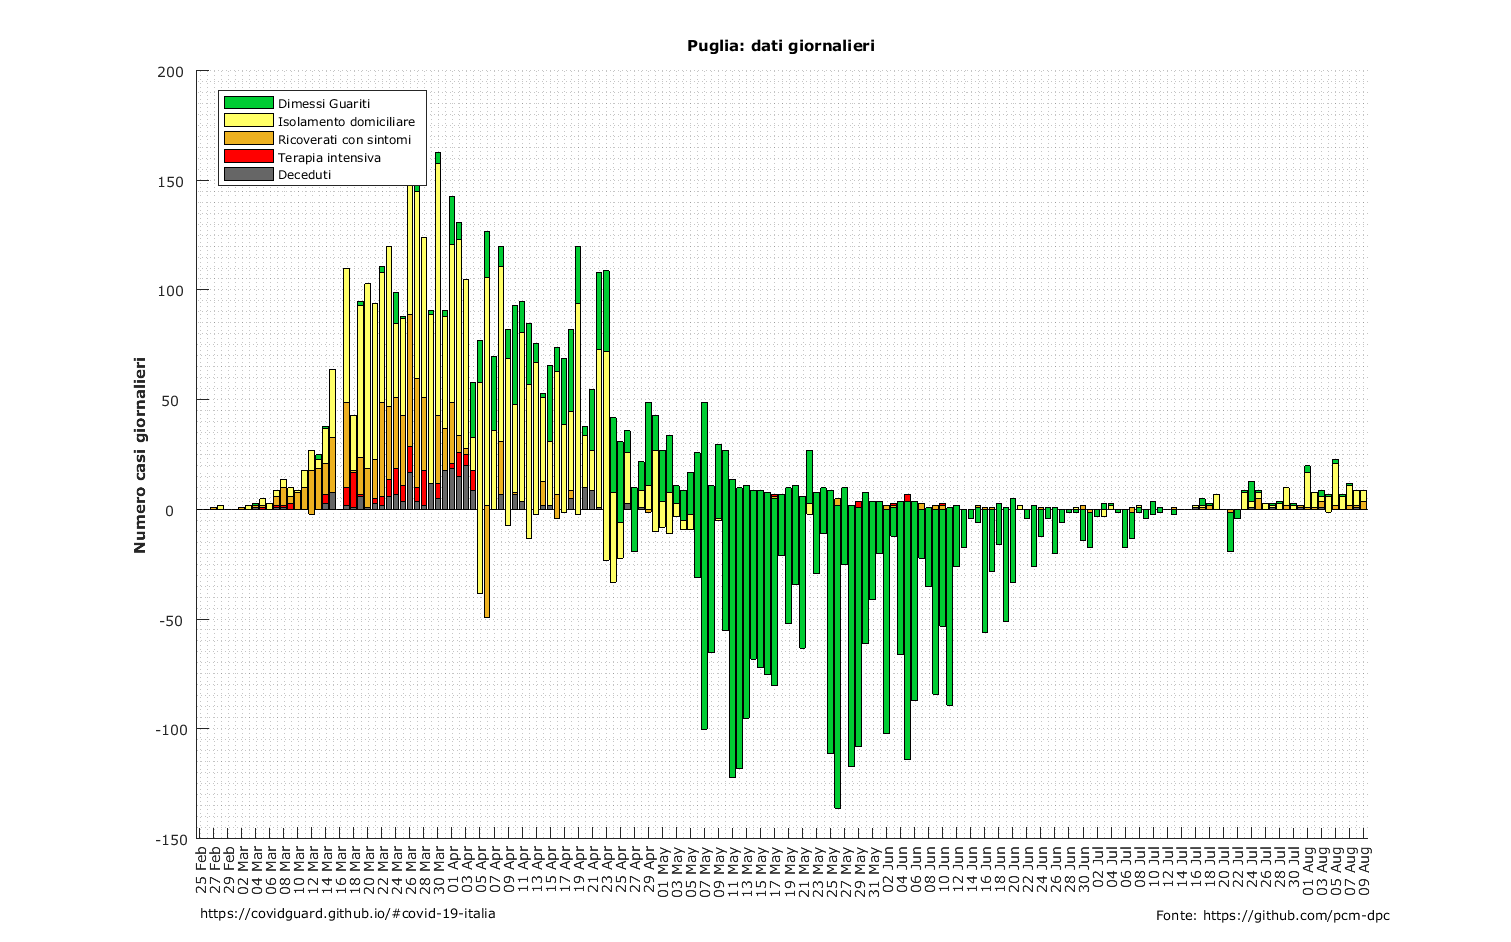 Puglia: dati giornalieri
200
150
100
50
0
-50
-100
-150
Numero casi giornalieri
Dimessi Guariti
Isolamento domiciliare
Ricoverati con sintomi
Terapia intensiva
Deceduti
25 Feb
27 Feb
29 Feb
02 Mar
04 Mar
06 Mar
08 Mar
10 Mar
12 Mar
14 Mar
16 Mar
18 Mar
20 Mar
22 Mar
24 Mar
26 Mar
28 Mar
30 Mar
01 Apr
03 Apr
05 Apr
07 Apr
09 Apr
11 Apr
13 Apr
15 Apr
17 Apr
19 Apr
21 Apr
23 Apr
25 Apr
27 Apr
29 Apr
01 May
03 May
05 May
07 May
09 May
11 May
13 May
15 May
17 May
19 May
21 May
23 May
25 May
27 May
29 May
31 May
02 Jun
04 Jun
06 Jun
08 Jun
10 Jun
12 Jun
14 Jun
16 Jun
18 Jun
20 Jun
22 Jun
24 Jun
26 Jun
28 Jun
30 Jun
02 Jul
04 Jul
06 Jul
08 Jul
10 Jul
12 Jul
14 Jul
16 Jul
18 Jul
20 Jul
22 Jul
24 Jul
26 Jul
28 Jul
30 Jul
01 Aug
03 Aug
05 Aug
07 Aug
09 Aug
https://covidguard.github.io/#covid-19-italia
Fonte: https://github.com/pcm-dpc